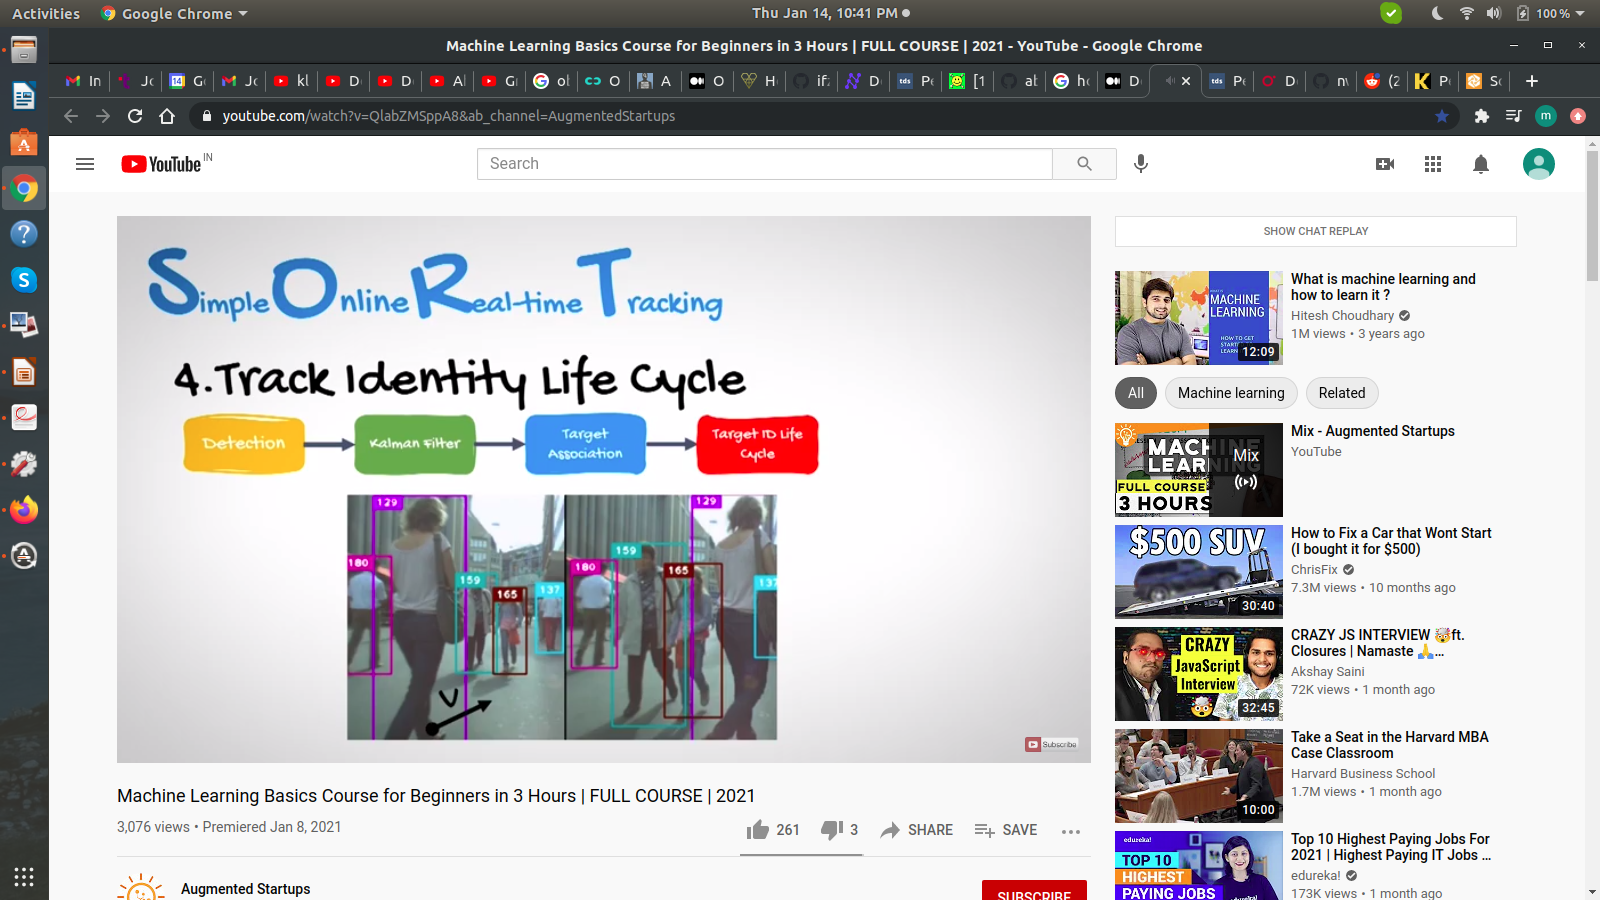 Activities
Google Chrome
Thu Jan 14, 10:41 PM
100 %
Machine Learning Basics Course for Beginners in 3 Hours | FULL COURSE | 2021 - YouTube - Google Chrome
youtube.com/watch?v=QlabZMSppA8&ab_channel=AugmentedStartups
m
YouTube IN
Search
Simple Online Real-time Tracking
4.Track Identity Life Cycle
Detection
Kalman Filter
Target
Association
Target ID Life
Cycle
129
180
159
165
137
129
159
180
165
137
V
Subscribe
Machine Learning Basics Course for Beginners in 3 Hours | FULL COURSE | 2021
3,076 views • Premiered Jan 8, 2021
261
3
SHARE
SAVE
Augmented Startups
SUBSCRIBE
SHOW CHAT REPLAY
MACHINE
LEARNING
12:09
What is machine learning and
how to learn it ?
Hitesh Choudhary
1M views • 3 years ago
All
Machine learning
Related
MACHINE
LEARNING
FULL COURSE
3 HOURS
Mix
Mix - Augmented Startups
YouTube
$500 SUV
30:40
How to Fix a Car that Wont Start
(I bought it for $500)
ChrisFix
7.3M views • 10 months ago
CRAZY
JavaScript
Interview
32:45
CRAZY JS INTERVIEW 🤯ft.
Closures | Namaste 🙏...
Akshay Saini
72K views • 1 month ago
10:00
Take a Seat in the Harvard MBA
Case Classroom
Harvard Business School
1.7M views • 1 month ago
edureka!
TOP 10
HIGHEST
PAYING JOBS
edureka!
Top 10 Highest Paying Jobs For
2021 | Highest Paying IT Jobs ...
edureka!
173K views • 1 month ago